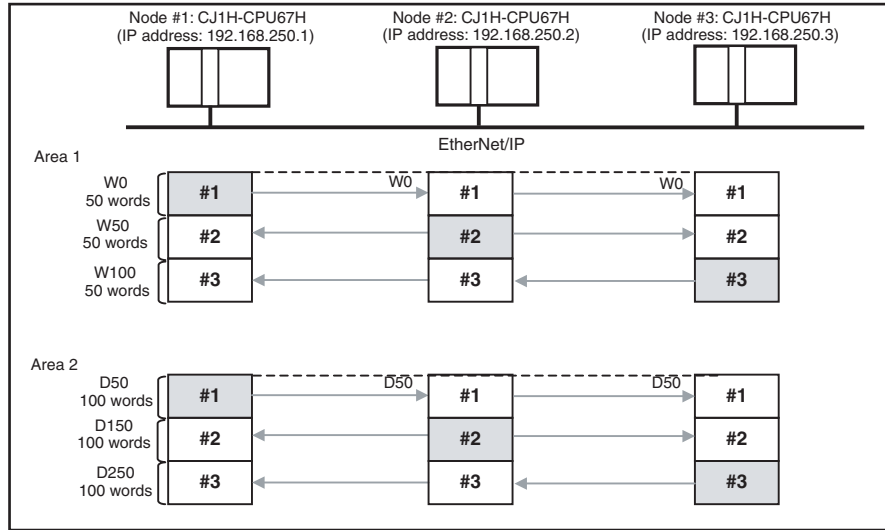 Node #1: CJ1H-CPU67H
(IP address: 192.168.250.1)
Node #2: CJ1H-CPU67H
(IP address: 192.168.250.2)
Node #3: CJ1H-CPU67H
(IP address: 192.168.250.3)
EtherNet/IP
Area 1
W0
50 words
#1
W0
#1
W0
#1
W50
50 words
#2
#2
#2
W100
50 words
#3
#3
#3
Area 2
D50
100 words
#1
D50
#1
D50
#1
D150
100 words
#2
#2
#2
D250
100 words
#3
#3
#3